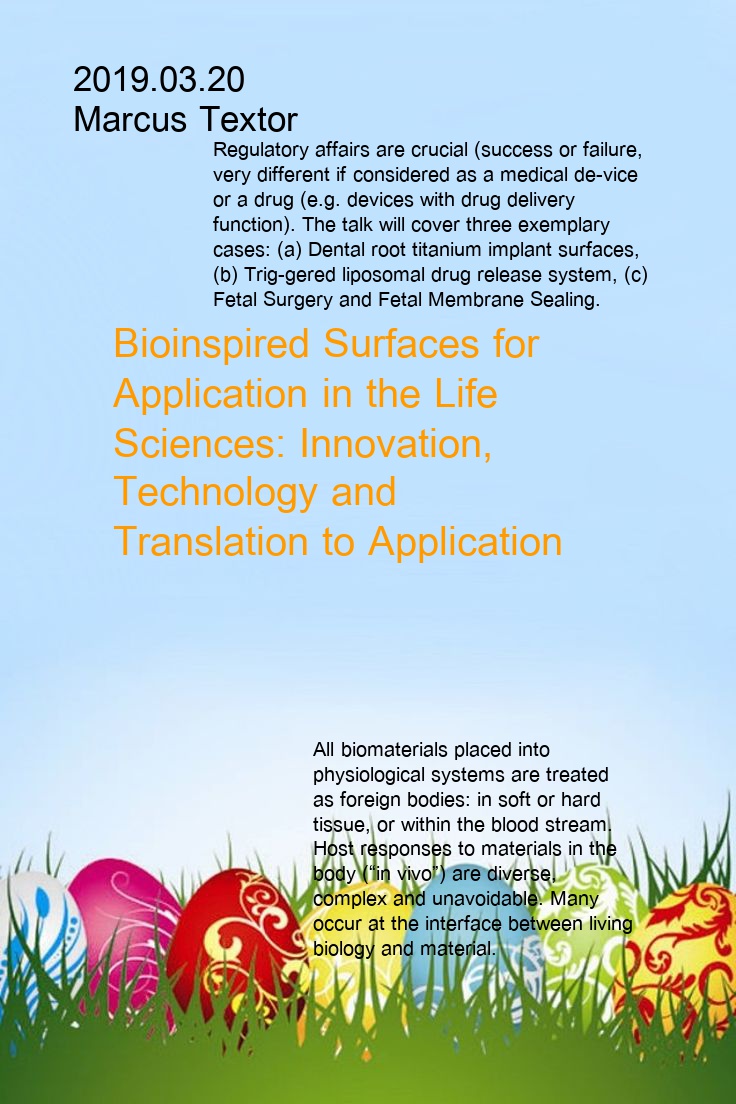 2019.03.20
Marcus Textor
Regulatory affairs are crucial (success or failure,
very different if considered as a medical de-vice
or a drug (e.g. devices with drug delivery
function). The talk will cover three exemplary
cases: (a) Dental root titanium implant surfaces,
(b) Trig-gered liposomal drug release system, (c)
Fetal Surgery and Fetal Membrane Sealing.
Bioinspired Surfaces for
Application in the Life
Sciences: Innovation,
Technology and
Translation to Application
All biomaterials placed into
physiological systems are treated
as foreign bodies: in soft or hard
tissue, or within the blood stream.
Host responses to materials in the
body (“in vivo”) are diverse,
complex and unavoidable. Many
occur at the interface between living
biology and material.